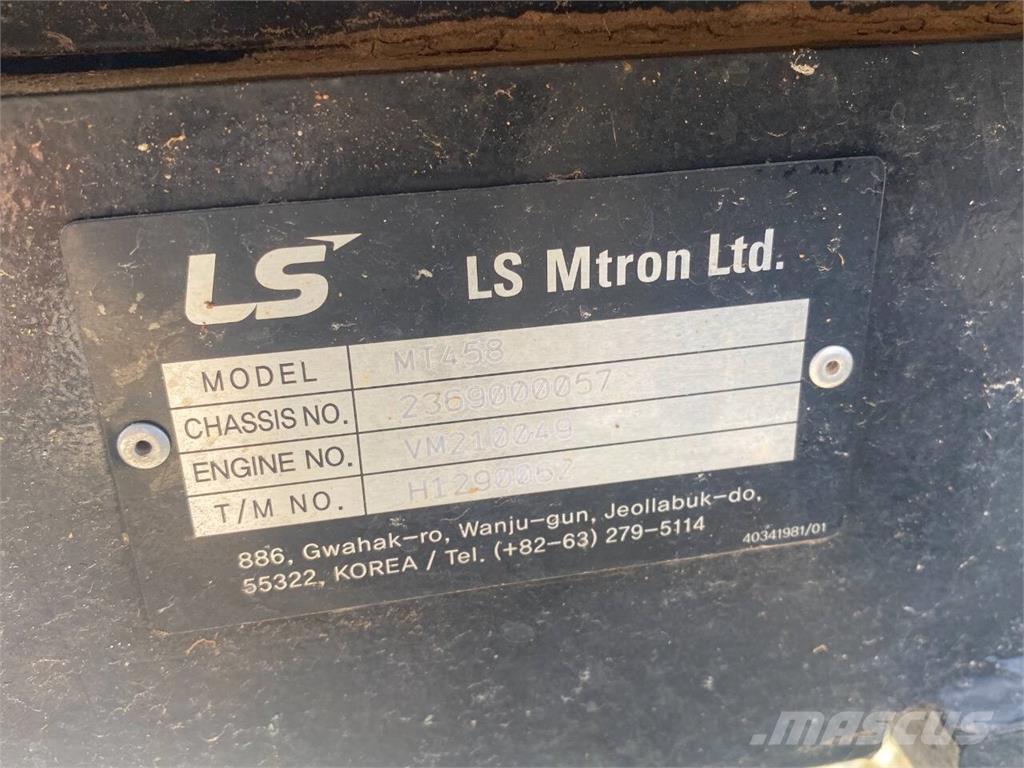 LS LS Mtron Ltd.
MODEL MT458
CHASSIS NO. 2369000057
ENGINE NO. VM210049
T/M NO. H1290062
886, Gwahak-ro, Wanju-gun, Jeollabuk-do,
55322, KOREA / Tel. (+82-63) 279-5114
40341981/01
MASCUS